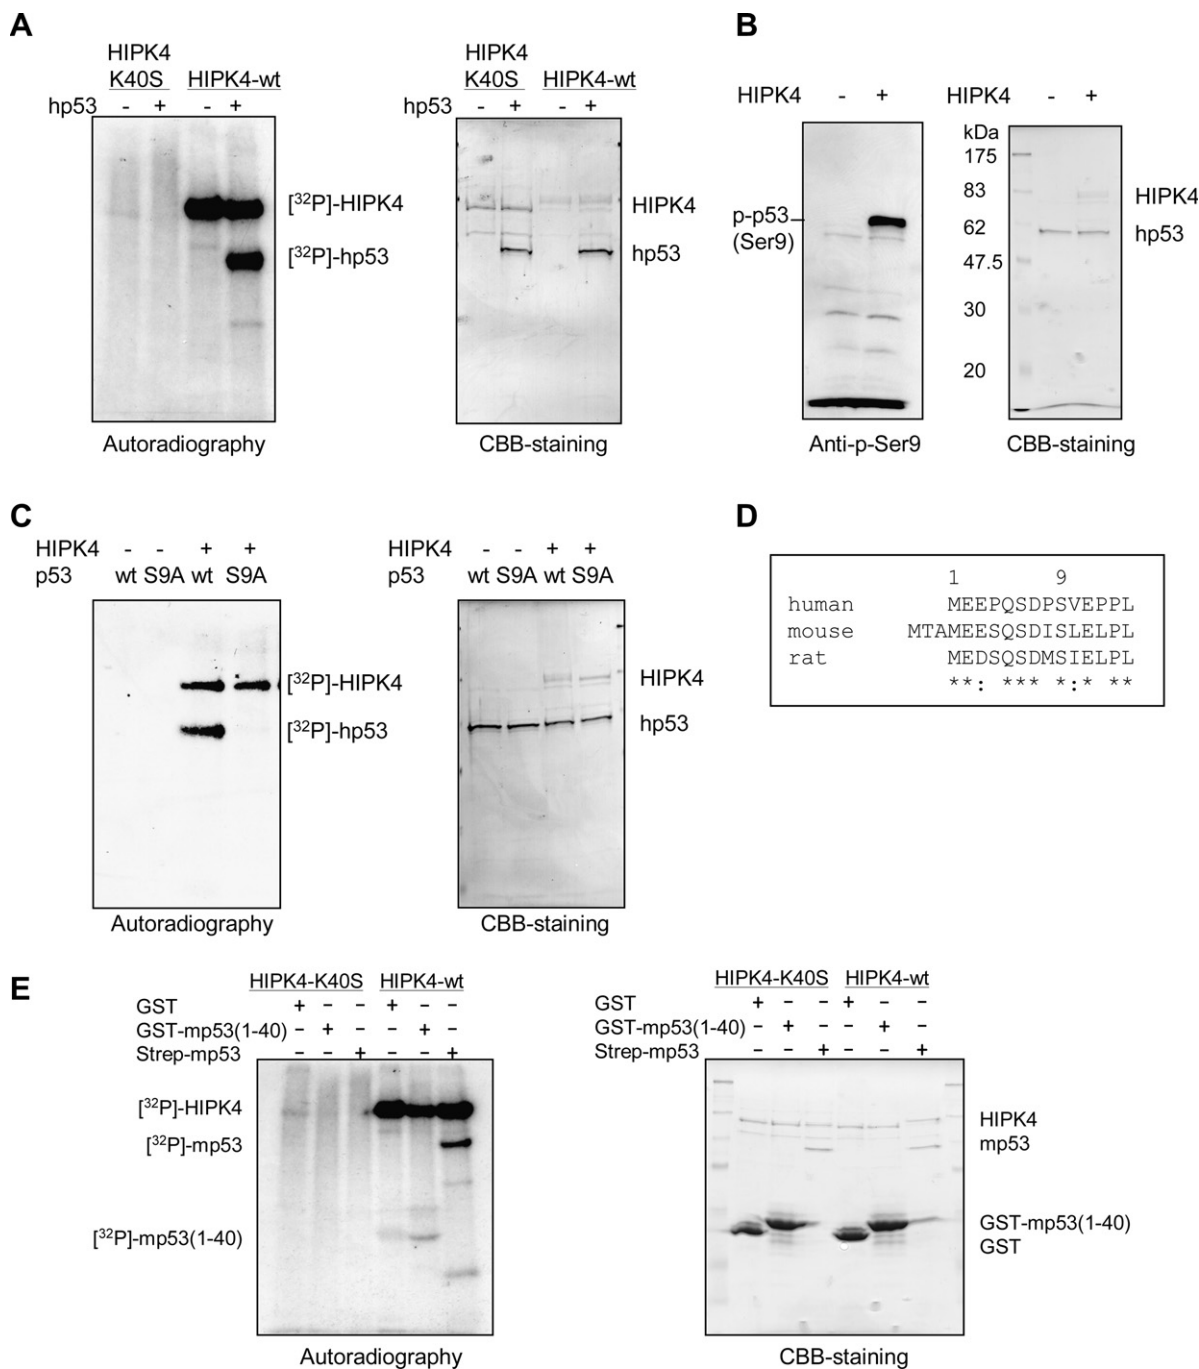 A
HIPK4
K40S HIPK4-wt
hp53 - + - +
[32P]-HIPK4
[32P]-hp53
Autoradiography
HIPK4
K40S HIPK4-wt
hp53 - + - +
HIPK4
hp53
CBB-staining
B
HIPK4 - +
p-p53
(Ser9)
Anti-p-Ser9
HIPK4 - +
kDa
175
83
62
47.5
30
20
HIPK4
hp53
CBB-staining
C
HIPK4 - - + +
p53 wt S9A wt S9A
[32P]-HIPK4
[32P]-hp53
Autoradiography
HIPK4 - - + +
p53 wt S9A wt S9A
HIPK4
hp53
CBB-staining
D
1 9
human MEEPQSDPSVEPPL
mouse MTAMEESQSDISLELPL
rat MEDSQSDMSIELPL
**: *** *:* **
E
HIPK4-K40S HIPK4-wt
GST + - - + - -
GST-mp53(1-40) - + - - + -
Strep-mp53 - - + - - +
[32P]-HIPK4
[32P]-mp53
[32P]-mp53(1-40)
Autoradiography
HIPK4-K40S HIPK4-wt
GST + - - + - -
GST-mp53(1-40) - + - - + -
Strep-mp53 - - + - - +
HIPK4
mp53
GST-mp53(1-40)
GST
CBB-staining